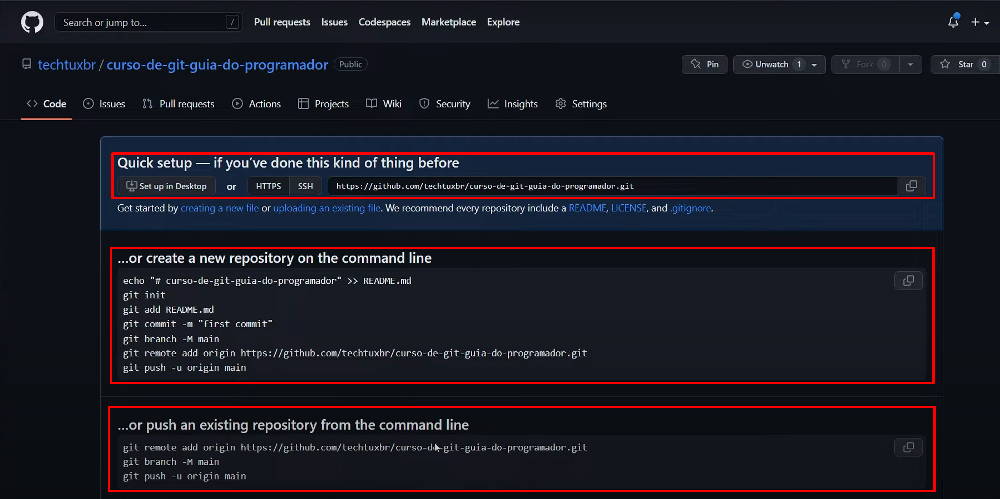 Search or jump to... / Pull requests Issues Codespaces Marketplace Explore
techtuxbr / curso-de-git-guia-do-programador Public Pin Unwatch 1 Fork 0 Star 0
Code Issues Pull requests Actions Projects Wiki Security Insights Settings
Quick setup — if you’ve done this kind of thing before
Set up in Desktop or HTTPS SSH https://github.com/techtuxbr/curso-de-git-guia-do-programador.git
Get started by creating a new file or uploading an existing file. We recommend every repository include a README, LICENSE, and .gitignore.
...or create a new repository on the command line
echo "# curso-de-git-guia-do-programador" >> README.md
git init
git add README.md
git commit -m "first commit"
git branch -M main
git remote add origin https://github.com/techtuxbr/curso-de-git-guia-do-programador.git
git push -u origin main
...or push an existing repository from the command line
git remote add origin https://github.com/techtuxbr/curso-de-git-guia-do-programador.git
git branch -M main
git push -u origin main